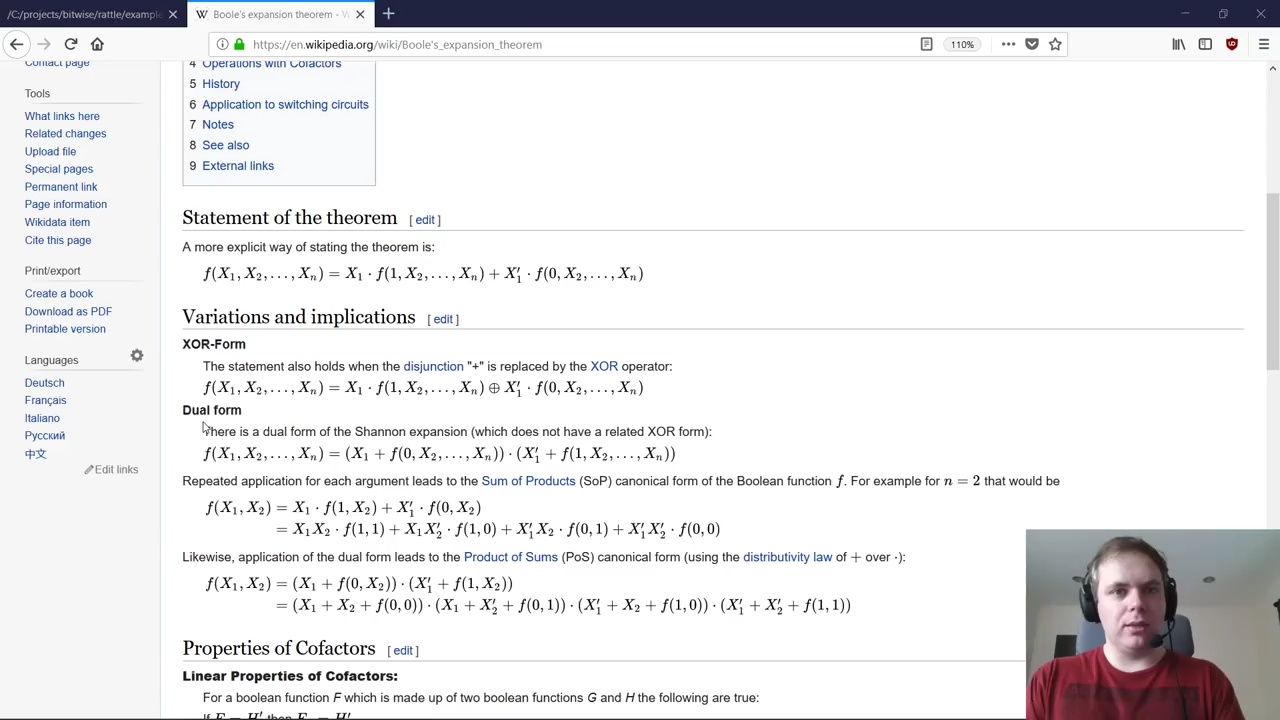 /C:/projects/bitwise/rattle/example
Boole's expansion theorem - W
https://en.wikipedia.org/wiki/Boole's_expansion_theorem
110%
Contact page
Tools
What links here
Related changes
Upload file
Special pages
Permanent link
Page information
Wikidata item
Cite this page
Print/export
Create a book
Download as PDF
Printable version
Languages
Deutsch
Français
Italiano
Русский
中文
Edit links
4 Operations with Cofactors
5 History
6 Application to switching circuits
7 Notes
8 See also
9 External links
Statement of the theorem [ edit ]
A more explicit way of stating the theorem is:
f(X₁, X₂, …, Xₙ) = X₁ · f(1, X₂, …, Xₙ) + X₁′ · f(0, X₂, …, Xₙ)
Variations and implications [ edit ]
XOR-Form
The statement also holds when the disjunction "+" is replaced by the XOR operator:
f(X₁, X₂, …, Xₙ) = X₁ · f(1, X₂, …, Xₙ) ⊕ X₁′ · f(0, X₂, …, Xₙ)
Dual form
There is a dual form of the Shannon expansion (which does not have a related XOR form):
f(X₁, X₂, …, Xₙ) = (X₁ + f(0, X₂, …, Xₙ)) · (X₁′ + f(1, X₂, …, Xₙ))
Repeated application for each argument leads to the Sum of Products (SoP) canonical form of the Boolean function f. For example for n = 2 that would be
f(X₁, X₂) = X₁ · f(1, X₂) + X₁′ · f(0, X₂)
= X₁X₂ · f(1, 1) + X₁X₂′ · f(1, 0) + X₁′X₂ · f(0, 1) + X₁′X₂′ · f(0, 0)
Likewise, application of the dual form leads to the Product of Sums (PoS) canonical form (using the distributivity law of + over ·):
f(X₁, X₂) = (X₁ + f(0, X₂)) · (X₁′ + f(1, X₂))
= (X₁ + X₂ + f(0, 0)) · (X₁ + X₂′ + f(0, 1)) · (X₁′ + X₂ + f(1, 0)) · (X₁′ + X₂′ + f(1, 1))
Properties of Cofactors [ edit ]
Linear Properties of Cofactors:
For a boolean function F which is made up of two boolean functions G and H the following are true:
If F = H′ then